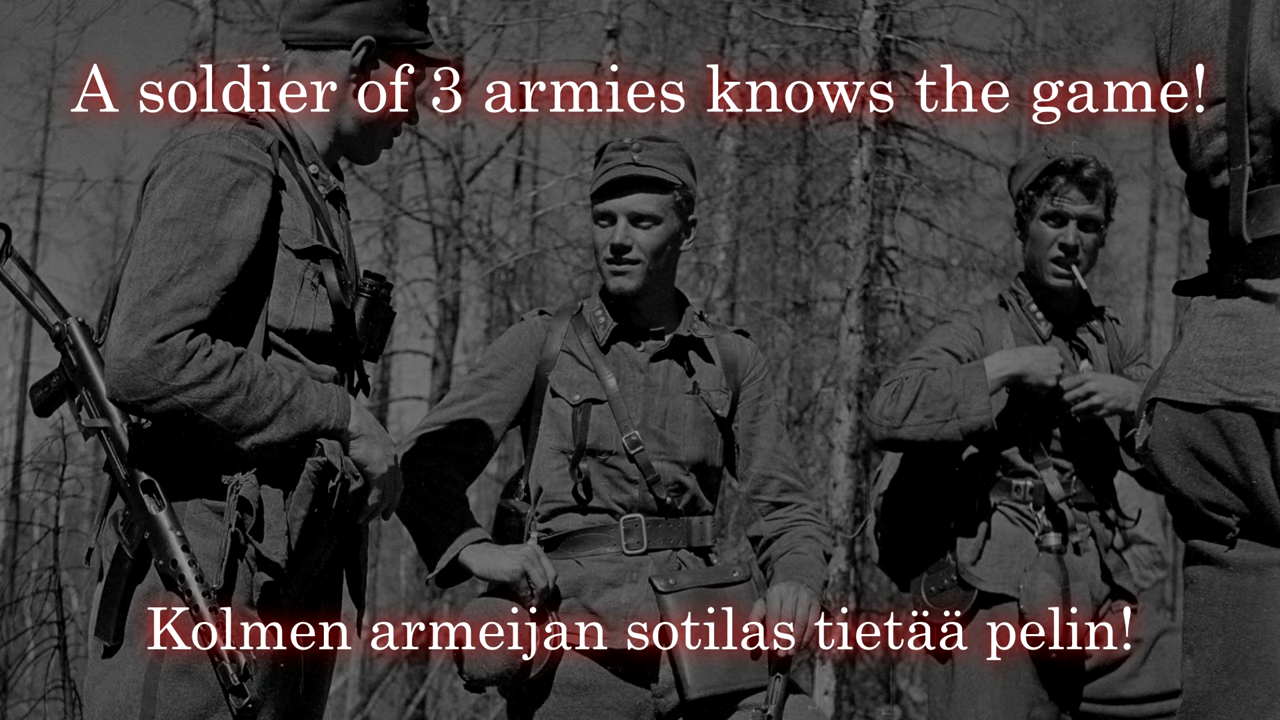 A soldier of 3 armies knows the game!
Kolmen armeijan sotilas tietää pelin!